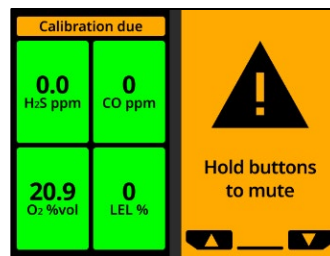 Calibration due
0.0
H₂S ppm
0
CO ppm
20.9
O₂ %vol
0
LEL %
!
Hold buttons
to mute